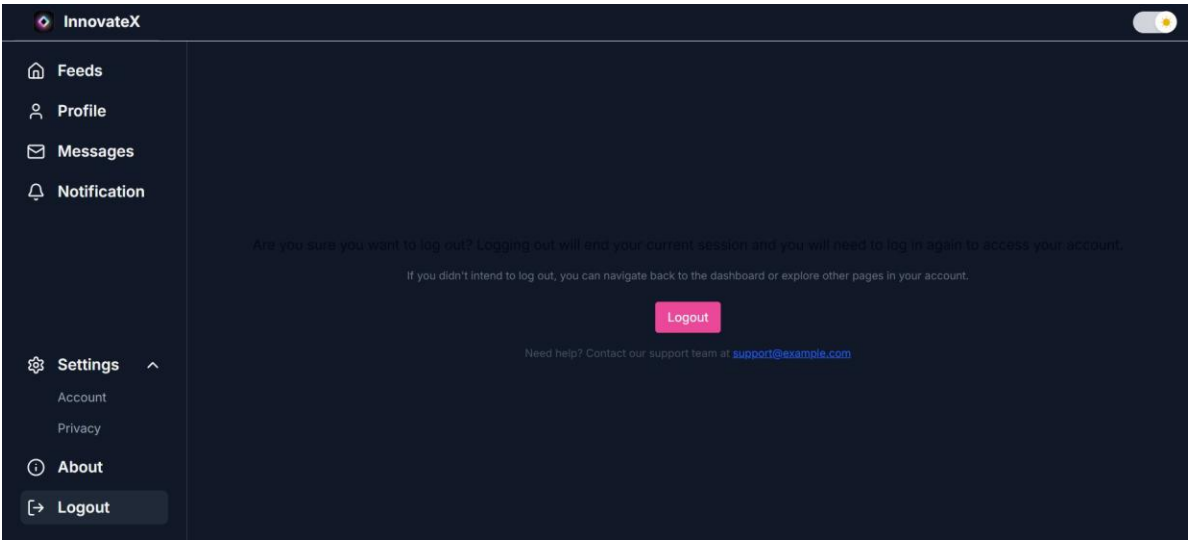 InnovateX
Feeds
Profile
Messages
Notification
Are you sure you want to log out? Logging out will end your current session and you will need to log in again to access your account.
If you didn't intend to log out, you can navigate back to the dashboard or explore other pages in your account.
Logout
Need help? Contact our support team at support@example.com
Settings
Account
Privacy
About
Logout